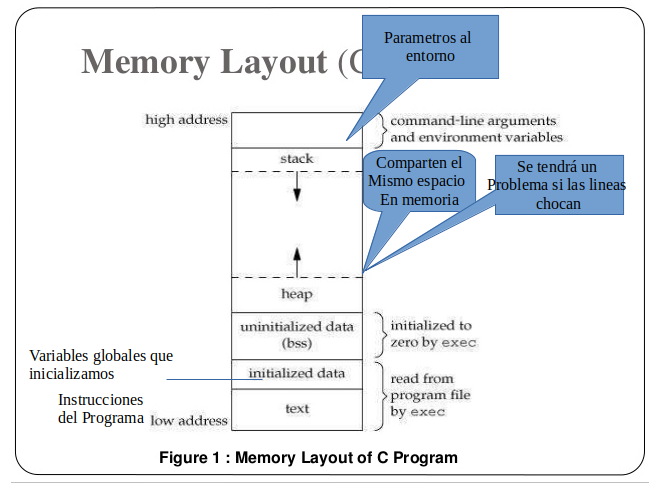 Parametros al
entorno
Memory Layout (C
high address
command-line arguments
and environment variables
stack
Comparten el
Mismo espacio
En memoria
Se tendrá un
Problema si las lineas
chocan
heap
uninitialized data
(bss)
initialized to
zero by exec
Variables globales que
inicializamos
initialized data
read from
program file
by exec
Instrucciones
del Programa
text
low address
Figure 1 : Memory Layout of C Program